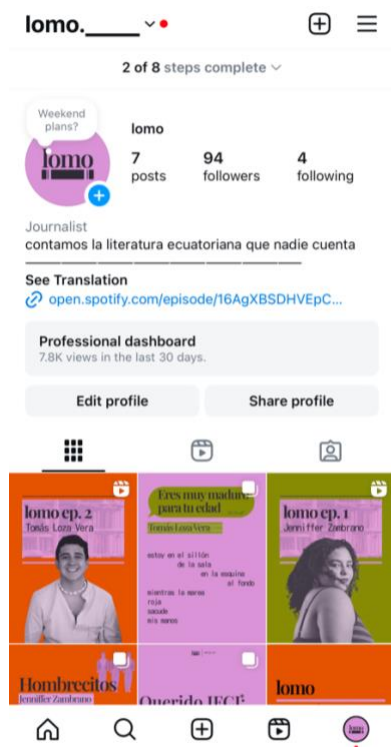 lomo._____
2 of 8 steps complete
Weekend
plans?
lomo
lomo
7
posts
94
followers
4
following
Journalist
contamos la literatura ecuatoriana que nadie cuenta
See Translation
open.spotify.com/episode/16AgXBSDHVEpC...
Professional dashboard
7.8K views in the last 30 days.
Edit profile
Share profile
lomo ep. 2
Tomás Loza Vera
Eres muy maduro
para tu edad
Tomás Loza Vera
estoy en el sillón
de la sala
en la esquina
al fondo
mientras la marea
roja
sacude
mis manos
lomo ep. 1
Jenniffer Zambrano
Hombrecitos
Jenniffer Zambrano
Querido
lomo
lomo